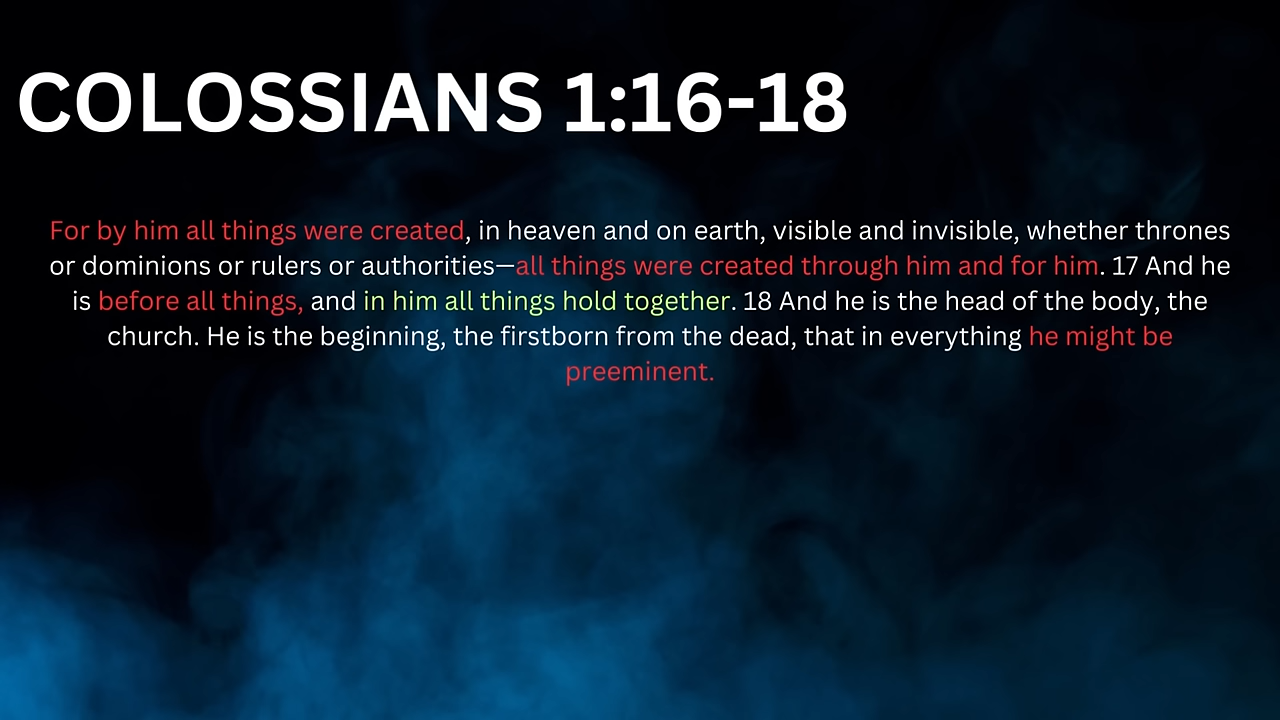 COLOSSIANS 1:16-18
For by him all things were created, in heaven and on earth, visible and invisible, whether thrones
or dominions or rulers or authorities—all things were created through him and for him. 17 And he
is before all things, and in him all things hold together. 18 And he is the head of the body, the
church. He is the beginning, the firstborn from the dead, that in everything he might be
preeminent.